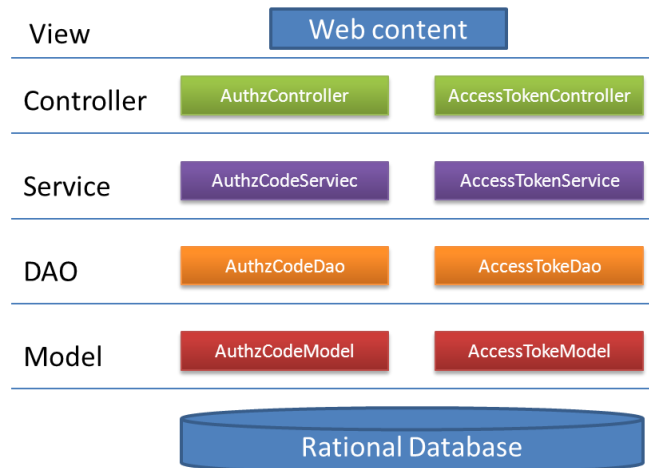 View
Web content
Controller
AuthzController
AccessTokenController
Service
AuthzCodeServiec
AccessTokenService
DAO
AuthzCodeDao
AccessTokeDao
Model
AuthzCodeModel
AccessTokeModel
Rational Database